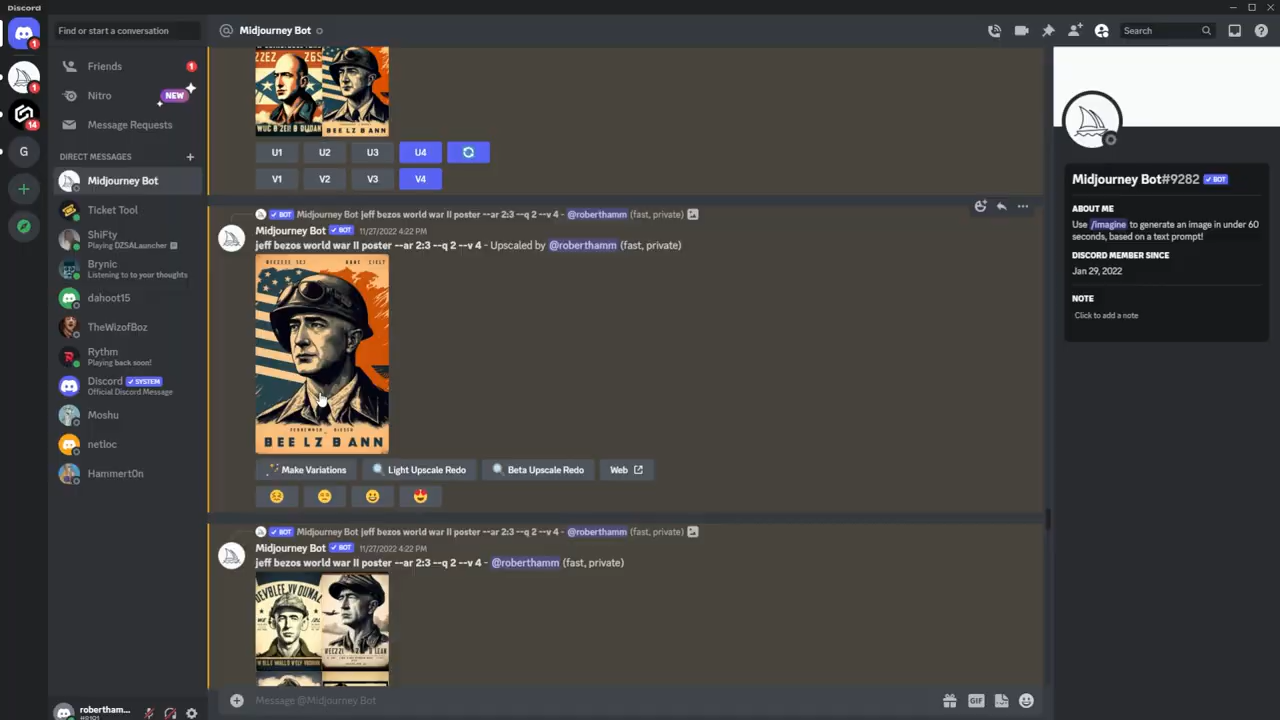 Discord
Find or start a conversation
Midjourney Bot
Search
Friends
1
Nitro
NEW
Message Requests
DIRECT MESSAGES
Midjourney Bot
Ticket Tool
ShiFty
Playing DZSALauncher
Brynic
Listening to to your thoughts
dahoot15
TheWizofBoz
Rythm
Playing back soon!
Discord
✓ SYSTEM
Official Discord Message
Moshu
netloc
Hammert0n
robertham...
1
1
14
G
BEE LZ B ANN
U1
U2
U3
U4
V1
V2
V3
V4
✓ BOT Midjourney Bot jeff bezos world war II poster --ar 2:3 --q 2 --v 4 - @roberthamm (fast, private)
Midjourney Bot ✓ BOT 11/27/2022 4:22 PM
jeff bezos world war II poster --ar 2:3 --q 2 --v 4 - Upscaled by @roberthamm (fast, private)
BEE LZ B ANN
Make Variations
Light Upscale Redo
Beta Upscale Redo
Web
✓ BOT Midjourney Bot jeff bezos world war II poster --ar 2:3 --q 2 --v 4 - @roberthamm (fast, private)
Midjourney Bot ✓ BOT 11/27/2022 4:22 PM
jeff bezos world war II poster --ar 2:3 --q 2 --v 4 - @roberthamm (fast, private)
Message @Midjourney Bot
GIF
Midjourney Bot#9282 ✓ BOT
ABOUT ME
Use /imagine to generate an image in under 60
seconds, based on a text prompt!
DISCORD MEMBER SINCE
Jan 29, 2022
NOTE
Click to add a note